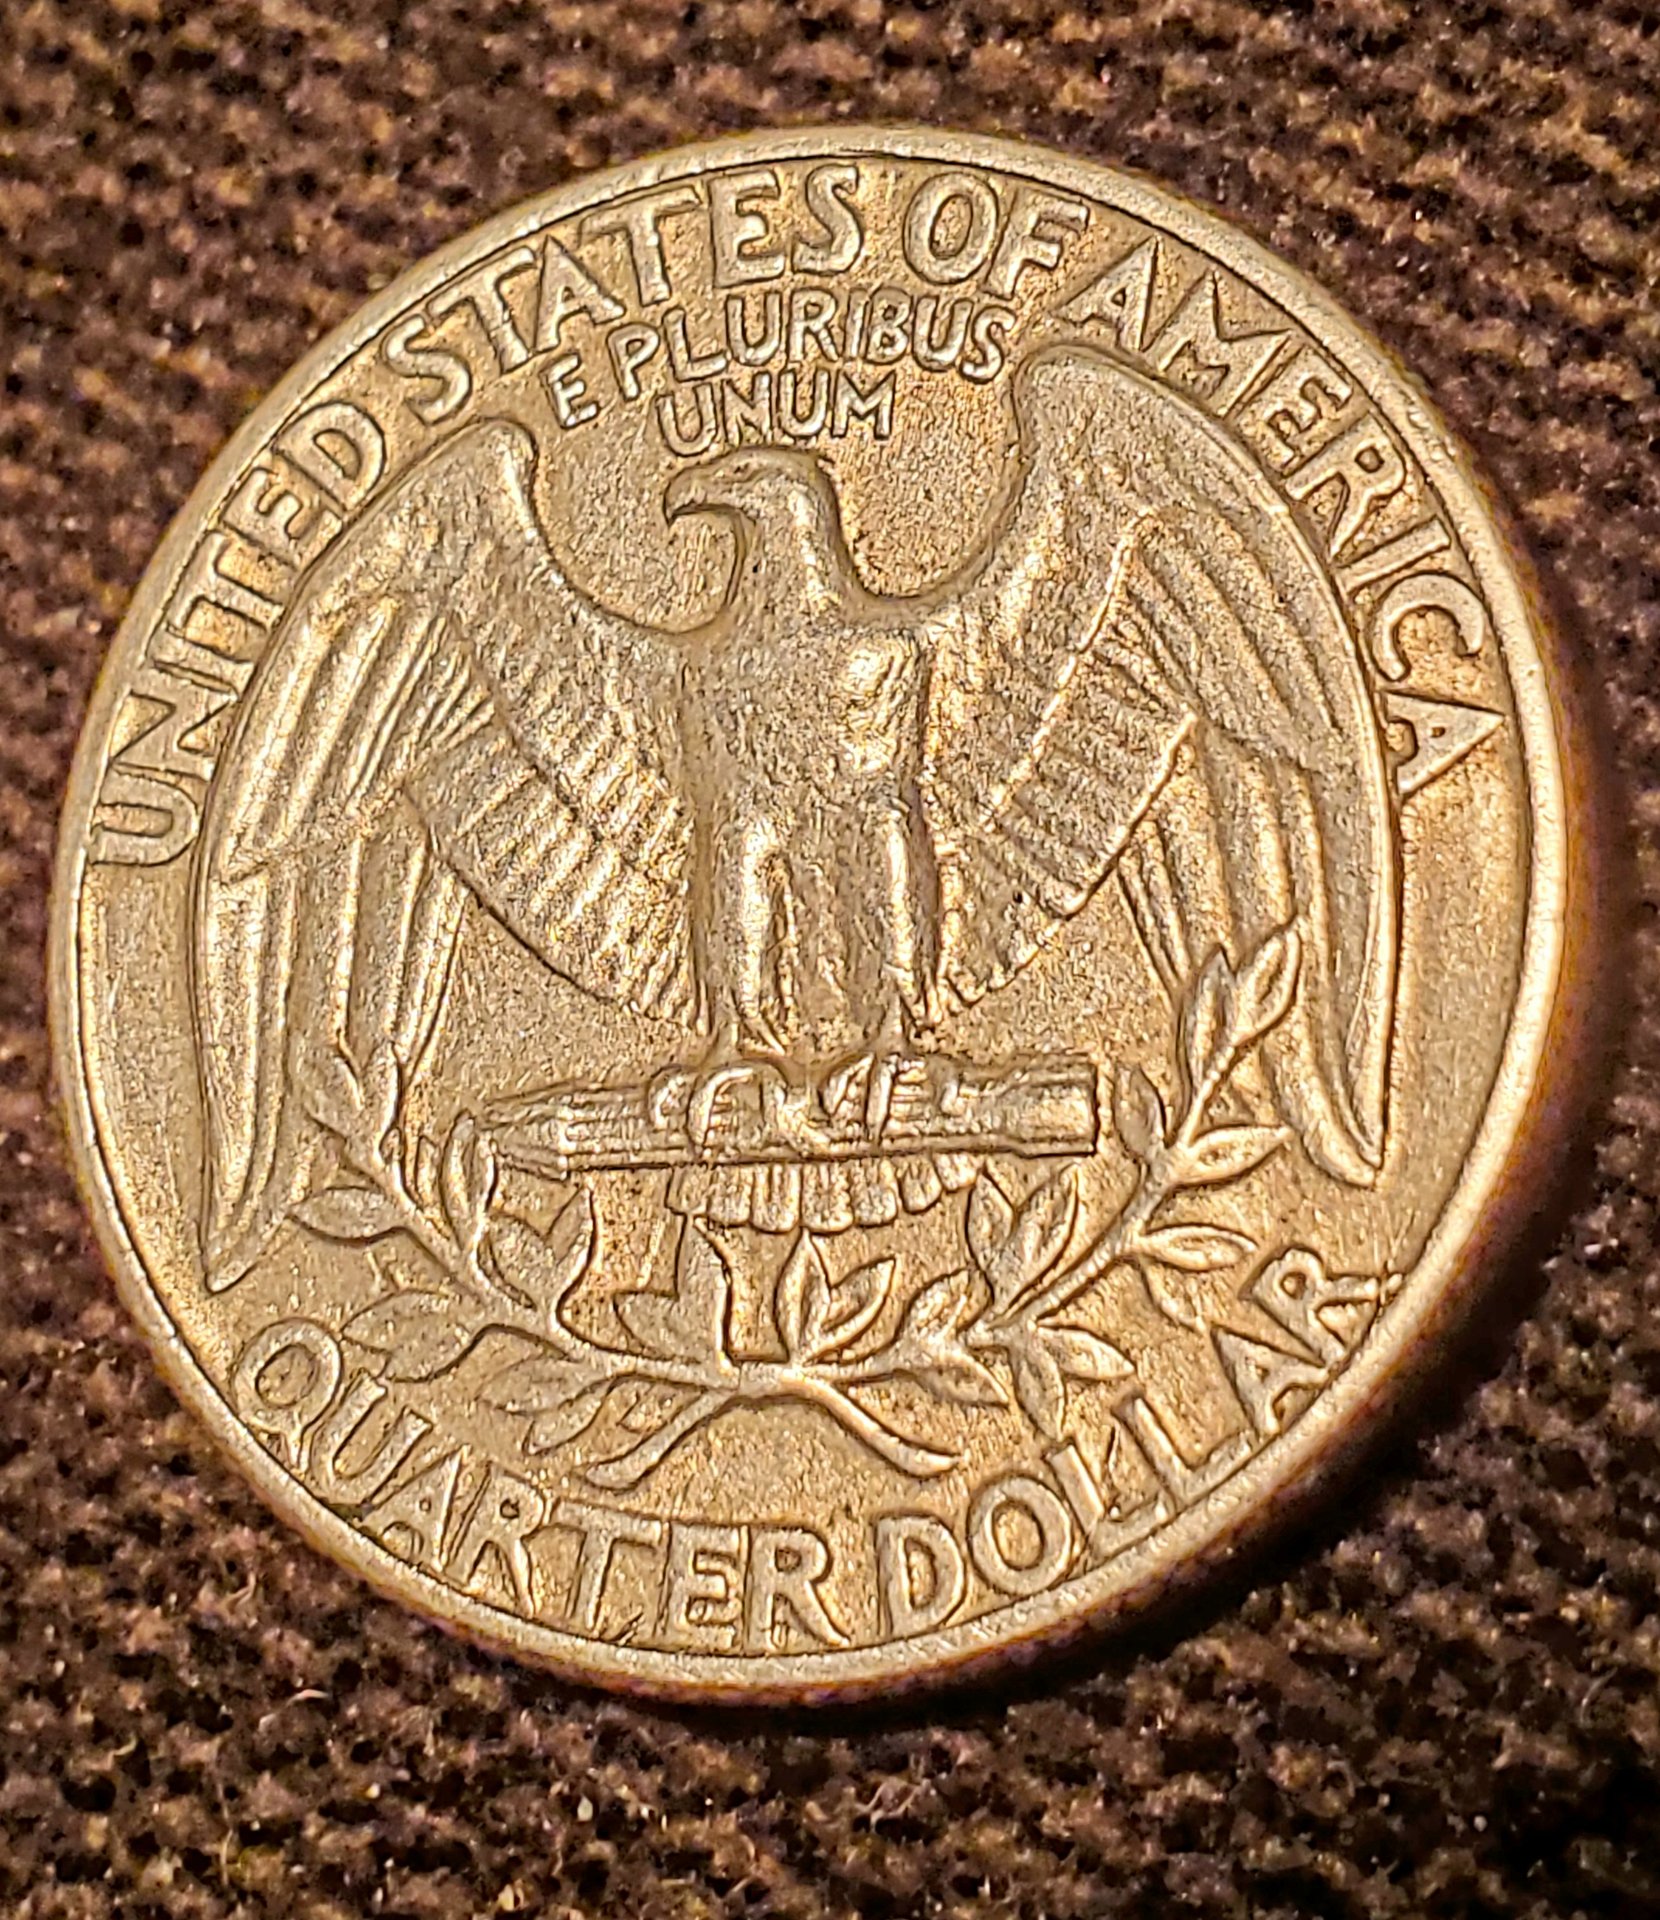 UNITED STATES OF AMERICA
E PLURIBUS
UNUM
QUARTER DOLLAR